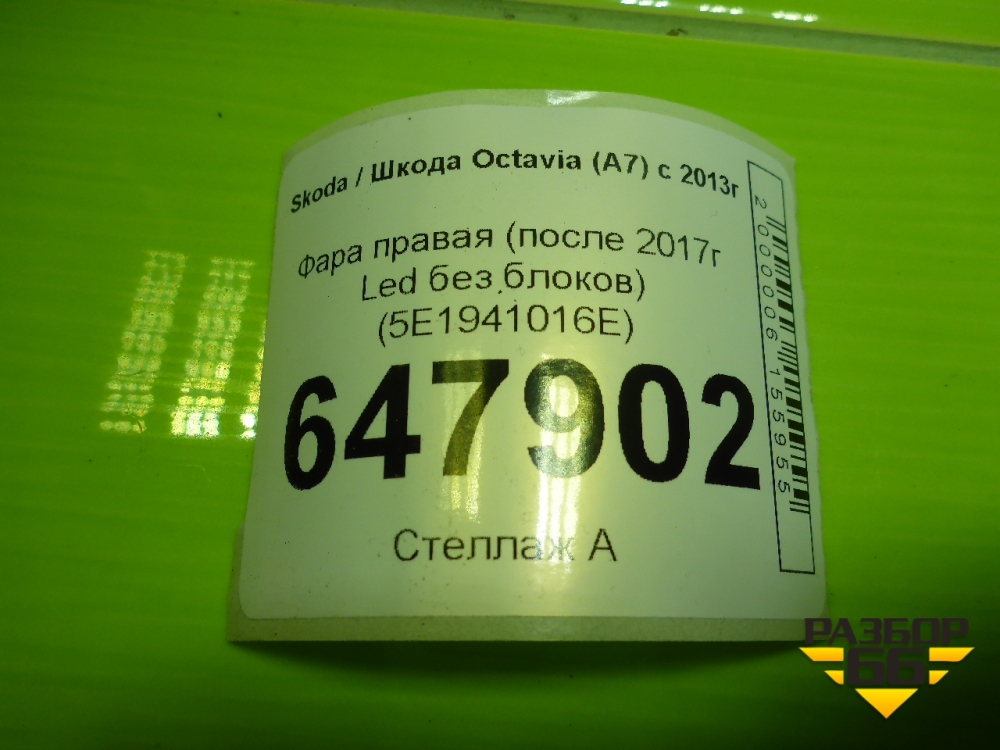 Skoda / Шкода Octavia (A7) с 2013г
Фара правая (после 2017г
Led без блоков)
(5E1941016E)
647902
Стеллаж А
2000006155955
РАЗБОР
66